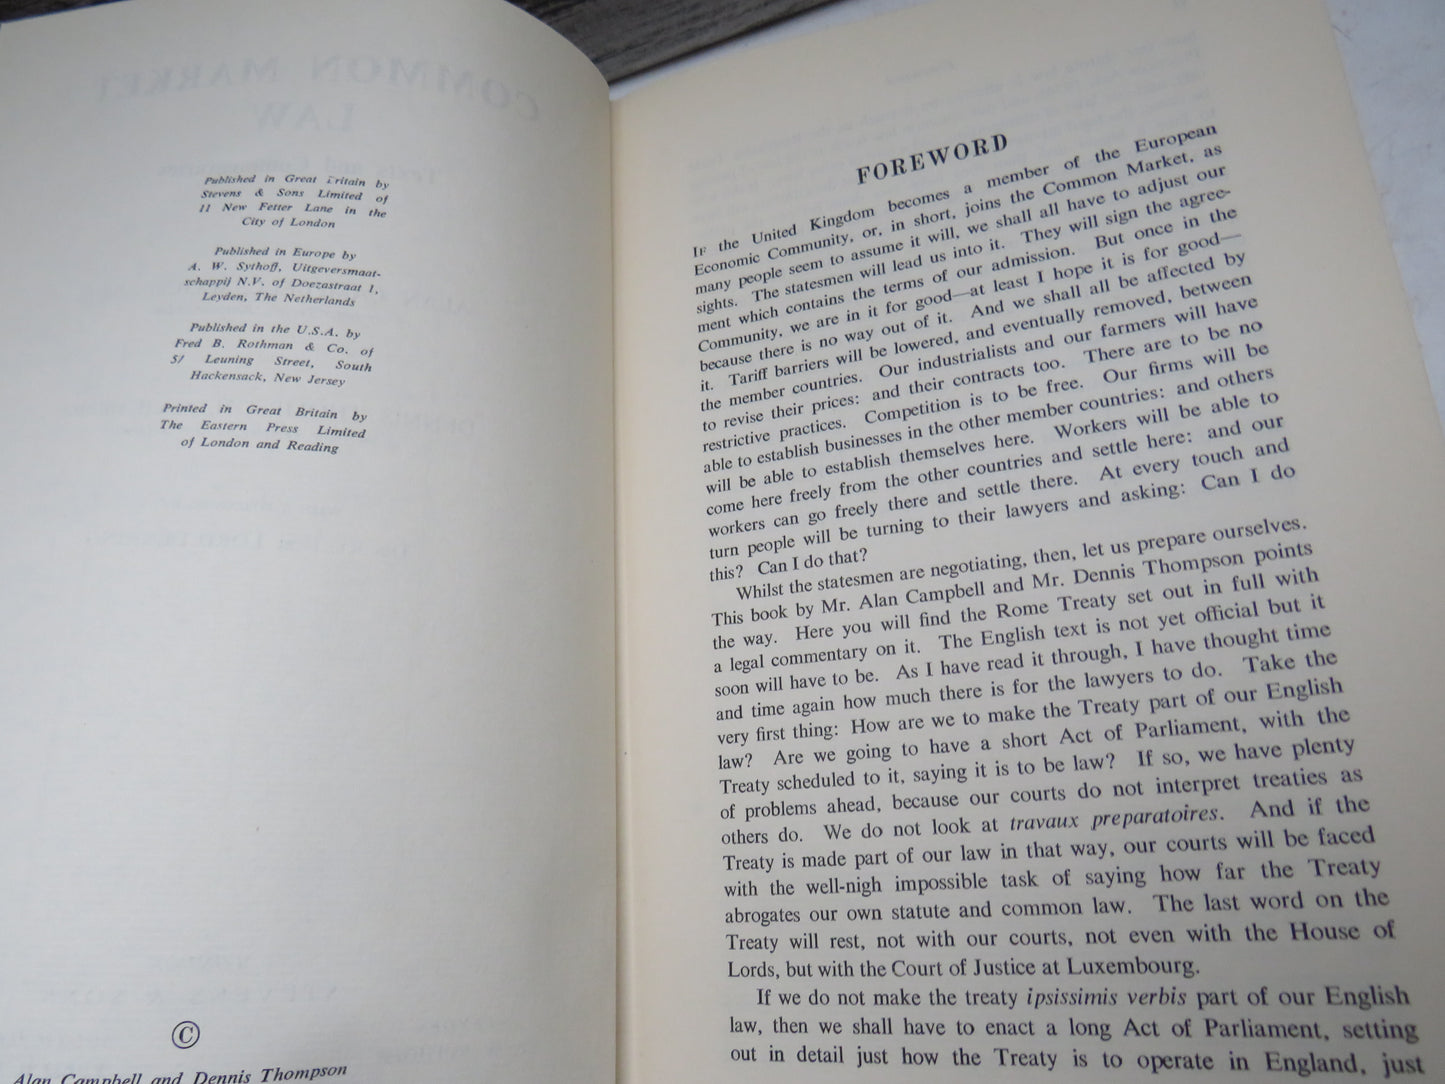 Published in Great Britain by
Stevens & Sons Limited of
11 New Fetter Lane in the
City of London
Published in Europe by
A. W. Sythoff, Uitgeversmaat-
schappij N.V. of Doezastraat 1,
Leyden, The Netherlands
Published in the U.S.A. by
Fred B. Rothman & Co. of
57 Leuning Street, South
Hackensack, New Jersey
Printed in Great Britain by
The Eastern Press Limited
of London and Reading
©
Alan Campbell and Dennis Thompson
FOREWORD
IF the United Kingdom becomes a member of the European
Economic Community, or, in short, joins the Common Market, as
many people seem to assume it will, we shall all have to adjust our
sights. The statesmen will lead us into it. They will sign the agree-
ment which contains the terms of our admission. But once in the
Community, we are in it for good—at least I hope it is for good—
because there is no way out of it. And we shall all be affected by
it. Tariff barriers will be lowered, and eventually removed, between
the member countries. Our industrialists and our farmers will have
to revise their prices: and their contracts too. There are to be no
restrictive practices. Competition is to be free. Our firms will be
able to establish businesses in the other member countries: and others
will be able to establish themselves here. Workers will be able to
come here freely from the other countries and settle here: and our
workers can go freely there and settle there. At every touch and
turn people will be turning to their lawyers and asking: Can I do
this? Can I do that?
Whilst the statesmen are negotiating, then, let us prepare ourselves.
This book by Mr. Alan Campbell and Mr. Dennis Thompson points
the way. Here you will find the Rome Treaty set out in full with
a legal commentary on it. The English text is not yet official but it
soon will have to be. As I have read it through, I have thought time
and time again how much there is for the lawyers to do. Take the
very first thing: How are we to make the Treaty part of our English
law? Are we going to have a short Act of Parliament, with the
Treaty scheduled to it, saying it is to be law? If so, we have plenty
of problems ahead, because our courts do not interpret treaties as
others do. We do not look at travaux preparatoires. And if the
Treaty is made part of our law in that way, our courts will be faced
with the well-nigh impossible task of saying how far the Treaty
abrogates our own statute and common law. The last word on the
Treaty will rest, not with our courts, not even with the House of
Lords, but with the Court of Justice at Luxembourg.
If we do not make the treaty ipsissimis verbis part of our English
law, then we shall have to enact a long Act of Parliament, setting
out in detail just how the Treaty is to operate in England, just